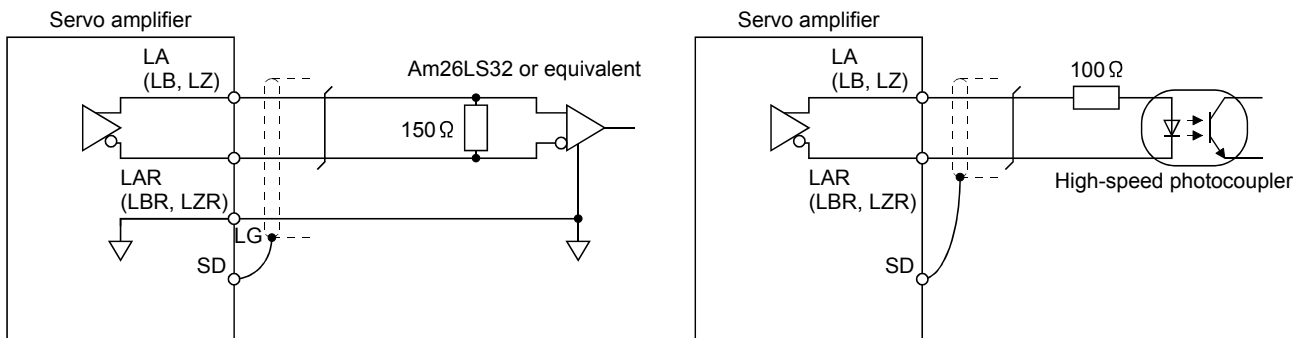 Servo amplifier
LA
(LB, LZ)
Am26LS32 or equivalent
150Ω
LAR
(LBR, LZR)
LG
SD
Servo amplifier
LA
(LB, LZ)
100Ω
LAR
(LBR, LZR)
High-speed photocoupler
SD